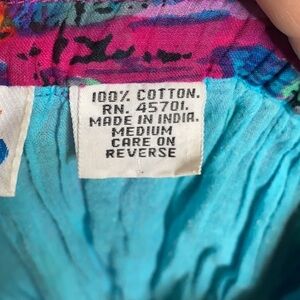 100% COTTON.
RN. 45701.
MADE IN INDIA.
MEDIUM
CARE ON
REVERSE